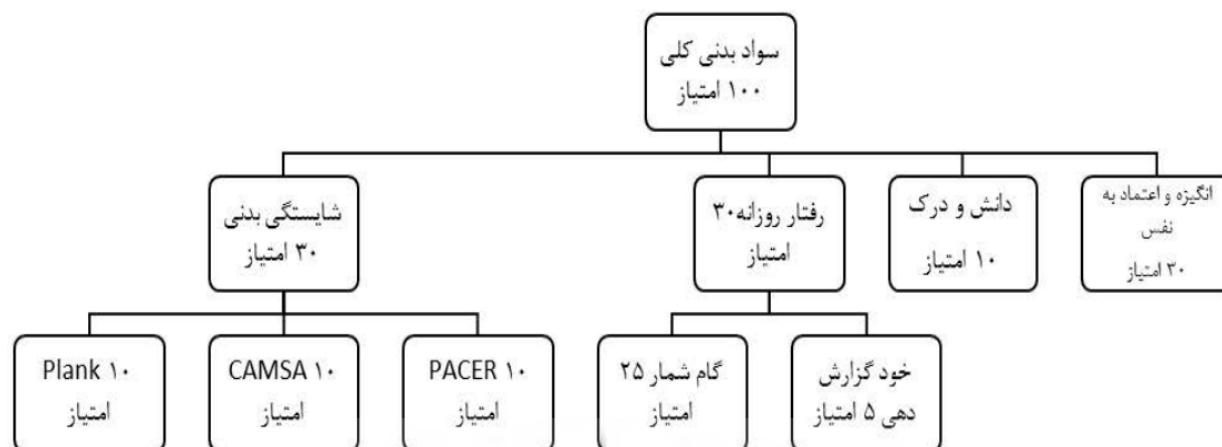 سواد بدنی کلی
۱۰۰ امتیاز
انگیزه و اعتماد به
نفس
۳۰ امتیاز
دانش و درک
۱۰ امتیاز
رفتار روزانه۳۰
امتیاز
شایستگی بدنی
۳۰ امتیاز
خود گزارش
دهی ۵ امتیاز
گام شمار ۲۵
امتیاز
PACER ۱۰
امتیاز
CAMSA ۱۰
امتیاز
Plank ۱۰
امتیاز